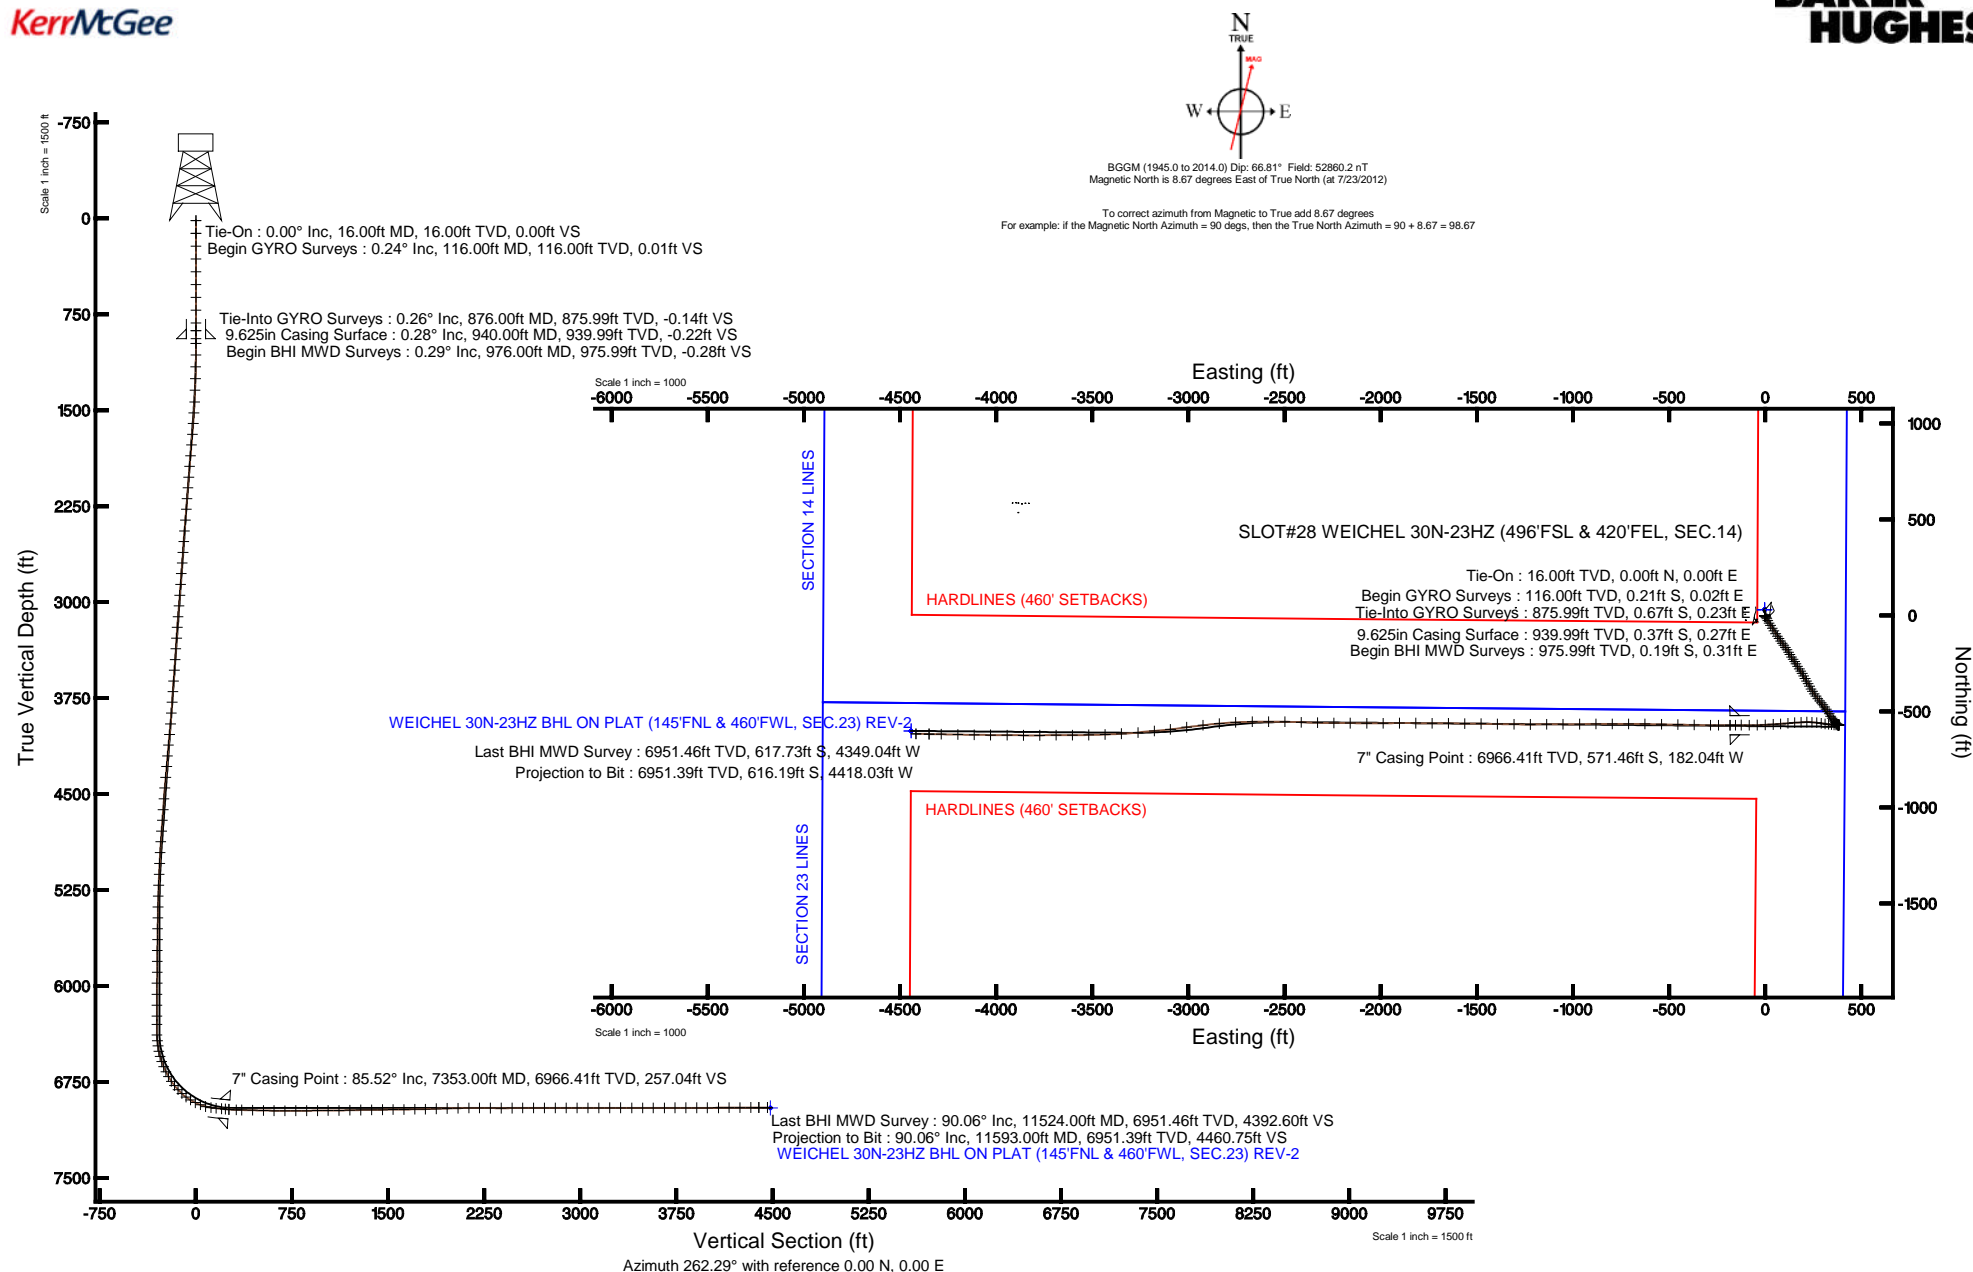 KerrMcGee
BAKER
HUGHES
N
TRUE
MAG
W
E
BGGM (1945.0 to 2014.0) Dip: 66.81° Field: 52860.2 nT
Magnetic North is 8.67 degrees East of True North (at 7/23/2012)
To correct azimuth from Magnetic to True add 8.67 degrees
For example: if the Magnetic North Azimuth = 90 degs, then the True North Azimuth = 90 + 8.67 = 98.67
Scale 1 inch = 1500 ft
True Vertical Depth (ft)
-750
0
750
1500
2250
3000
3750
4500
5250
6000
6750
7500
Tie-On : 0.00° Inc, 16.00ft MD, 16.00ft TVD, 0.00ft VS
Begin GYRO Surveys : 0.24° Inc, 116.00ft MD, 116.00ft TVD, 0.01ft VS
Tie-Into GYRO Surveys : 0.26° Inc, 876.00ft MD, 875.99ft TVD, -0.14ft VS
9.625in Casing Surface : 0.28° Inc, 940.00ft MD, 939.99ft TVD, -0.22ft VS
Begin BHI MWD Surveys : 0.29° Inc, 976.00ft MD, 975.99ft TVD, -0.28ft VS
Easting (ft)
Scale 1 inch = 1000
-6000 -5500 -5000 -4500 -4000 -3500 -3000 -2500 -2000 -1500 -1000 -500 0 500
1000
500
0
-500
-1000
-1500
Northing (ft)
SECTION 14 LINES
SLOT#28 WEICHEL 30N-23HZ (496'FSL & 420'FEL, SEC.14)
HARDLINES (460' SETBACKS)
Tie-On : 16.00ft TVD, 0.00ft N, 0.00ft E
Begin GYRO Surveys : 116.00ft TVD, 0.21ft S, 0.02ft E
Tie-Into GYRO Surveys : 875.99ft TVD, 0.67ft S, 0.23ft E
9.625in Casing Surface : 939.99ft TVD, 0.37ft S, 0.27ft E
Begin BHI MWD Surveys : 975.99ft TVD, 0.19ft S, 0.31ft E
WEICHEL 30N-23HZ BHL ON PLAT (145'FNL & 460'FWL, SEC.23) REV-2
Last BHI MWD Survey : 6951.46ft TVD, 617.73ft S, 4349.04ft W
Projection to Bit : 6951.39ft TVD, 616.19ft S, 4418.03ft W
7" Casing Point : 6966.41ft TVD, 571.46ft S, 182.04ft W
HARDLINES (460' SETBACKS)
SECTION 23 LINES
-6000 -5500 -5000 -4500 -4000 -3500 -3000 -2500 -2000 -1500 -1000 -500 0 500
Scale 1 inch = 1000
Easting (ft)
7" Casing Point : 85.52° Inc, 7353.00ft MD, 6966.41ft TVD, 257.04ft VS
Last BHI MWD Survey : 90.06° Inc, 11524.00ft MD, 6951.46ft TVD, 4392.60ft VS
Projection to Bit : 90.06° Inc, 11593.00ft MD, 6951.39ft TVD, 4460.75ft VS
WEICHEL 30N-23HZ BHL ON PLAT (145'FNL & 460'FWL, SEC.23) REV-2
-750 0 750 1500 2250 3000 3750 4500 5250 6000 6750 7500 8250 9000 9750
Vertical Section (ft)
Scale 1 inch = 1500 ft
Azimuth 262.29° with reference 0.00 N, 0.00 E